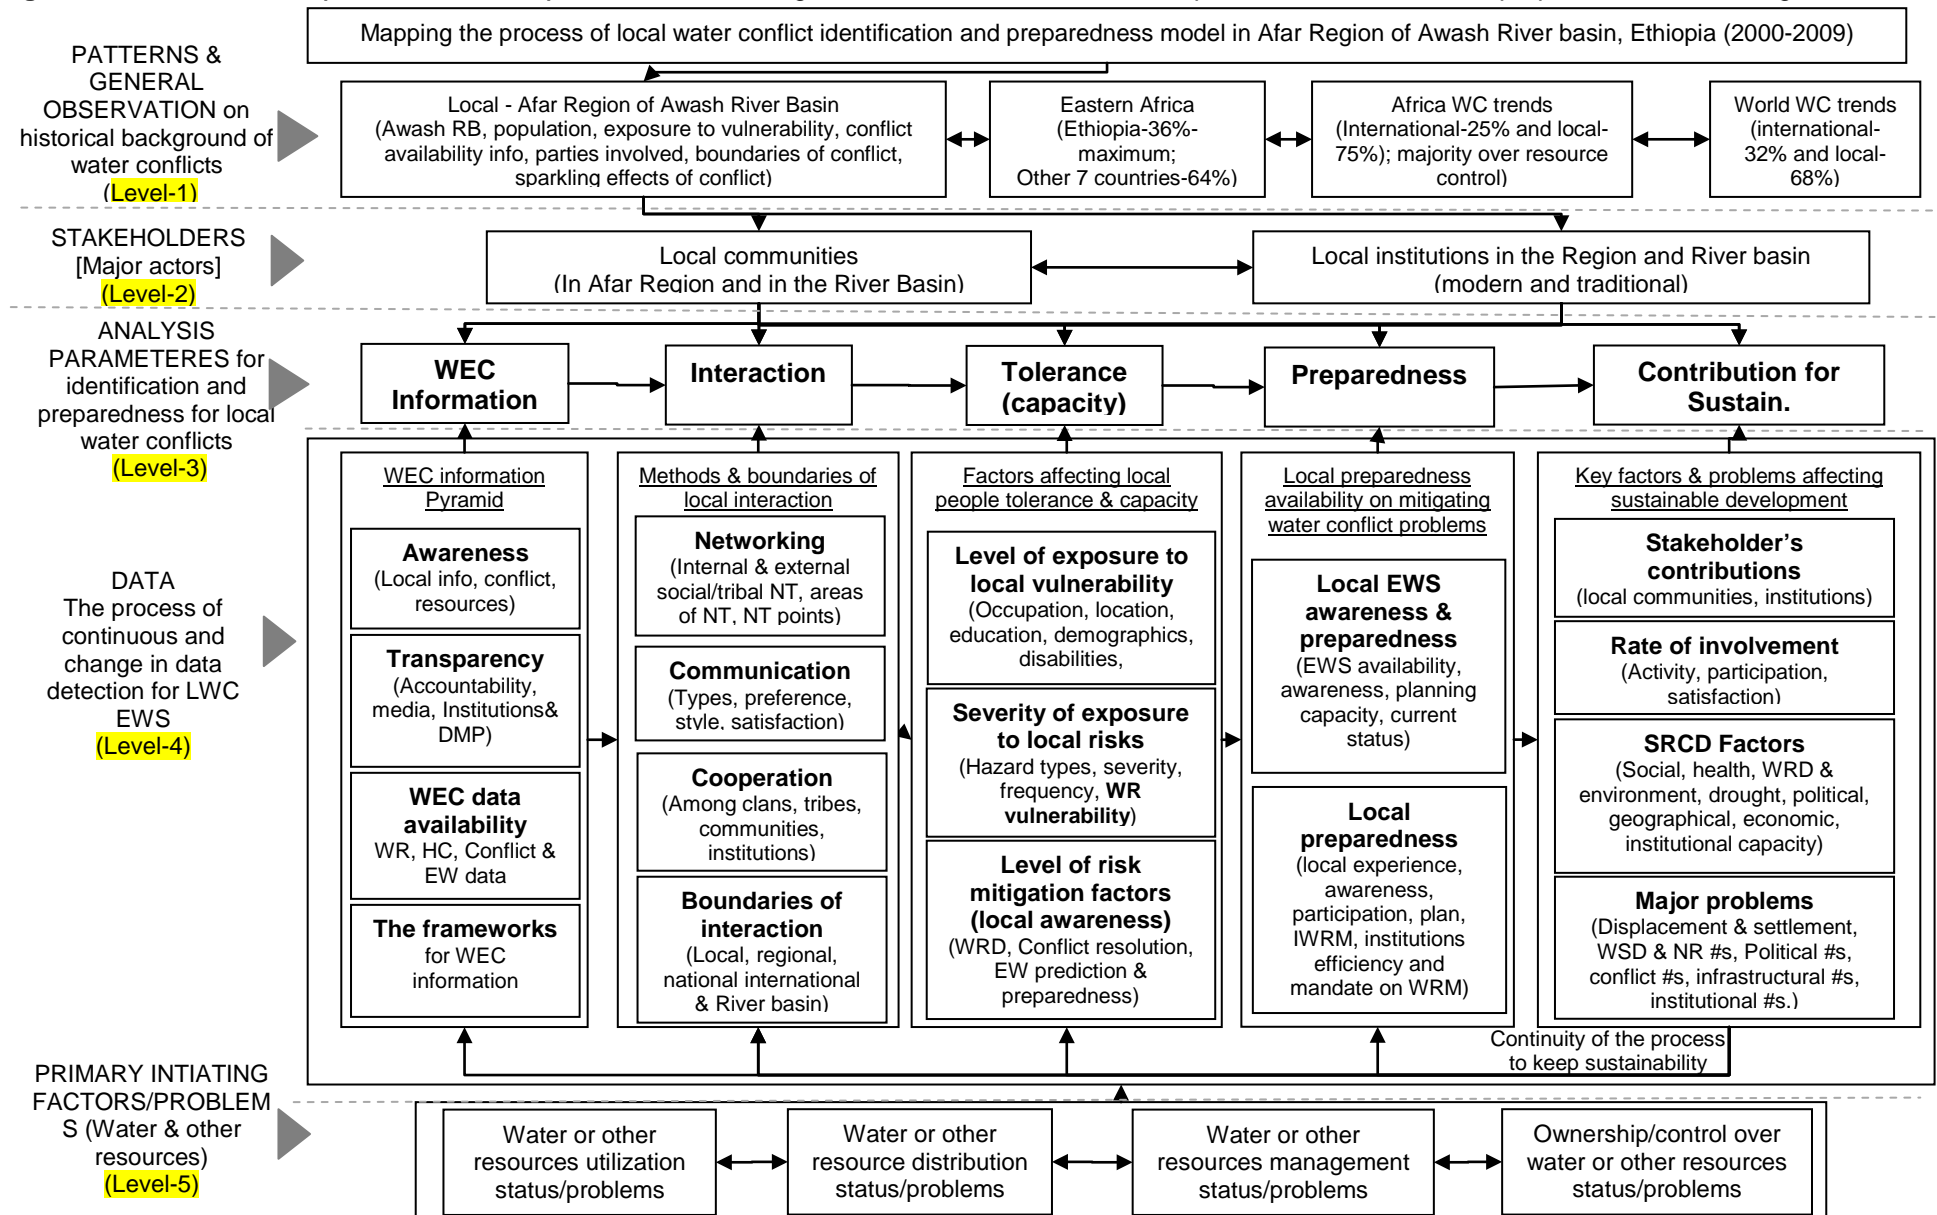 Mapping the process of local water conflict identification and preparedness model in Afar Region of Awash River basin, Ethiopia (2000-2009)
PATTERNS &
GENERAL
OBSERVATION on
historical background of
water conflicts
(Level-1)
Local - Afar Region of Awash River Basin
(Awash RB, population, exposure to vulnerability, conflict
availability info, parties involved, boundaries of conflict,
sparkling effects of conflict)
Eastern Africa
(Ethiopia-36%-
maximum;
Other 7 countries-64%)
Africa WC trends
(International-25% and local-
75%); majority over resource
control)
World WC trends
(international-
32% and local-
68%)
STAKEHOLDERS
[Major actors]
(Level-2)
Local communities
(In Afar Region and in the River Basin)
Local institutions in the Region and River basin
(modern and traditional)
ANALYSIS
PARAMETERES for
identification and
preparedness for local
water conflicts
(Level-3)
WEC
Information
Interaction
Tolerance
(capacity)
Preparedness
Contribution for
Sustain.
DATA
The process of
continuous and
change in data
detection for LWC
EWS
(Level-4)
WEC information
Pyramid
Awareness
(Local info, conflict,
resources)
Transparency
(Accountability,
media, Institutions&
DMP)
WEC data
availability
WR, HC, Conflict &
EW data
The frameworks
for WEC
information
Methods & boundaries of
local interaction
Networking
(Internal & external
social/tribal NT, areas
of NT, NT points)
Communication
(Types, preference,
style, satisfaction)
Cooperation
(Among clans, tribes,
communities,
institutions)
Boundaries of
interaction
(Local, regional,
national international
& River basin)
Factors affecting local
people tolerance & capacity
Level of exposure to
local vulnerability
(Occupation, location,
education, demographics,
disabilities,
Severity of exposure
to local risks
(Hazard types, severity,
frequency, WR
vulnerability)
Level of risk
mitigation factors
(local awareness)
(WRD, Conflict resolution,
EW prediction &
preparedness)
Local preparedness
availability on mitigating
water conflict problems
Local EWS
awareness &
preparedness
(EWS availability,
awareness, planning
capacity, current
status)
Local
preparedness
(local experience,
awareness,
participation, plan,
IWRM, institutions
efficiency and
mandate on WRM)
Key factors & problems affecting
sustainable development
Stakeholder's
contributions
(local communities, institutions)
Rate of involvement
(Activity, participation,
satisfaction)
SRCD Factors
(Social, health, WRD &
environment, drought, political,
geographical, economic,
institutional capacity)
Major problems
(Displacement & settlement,
WSD & NR #s, Political #s,
conflict #s, infrastructural #s,
institutional #s.)
Continuity of the process
to keep sustainability
PRIMARY INTIATING
FACTORS/PROBLEM
S (Water & other
resources)
(Level-5)
Water or other
resources utilization
status/problems
Water or other
resource distribution
status/problems
Water or other
resources management
status/problems
Ownership/control over
water or other resources
status/problems